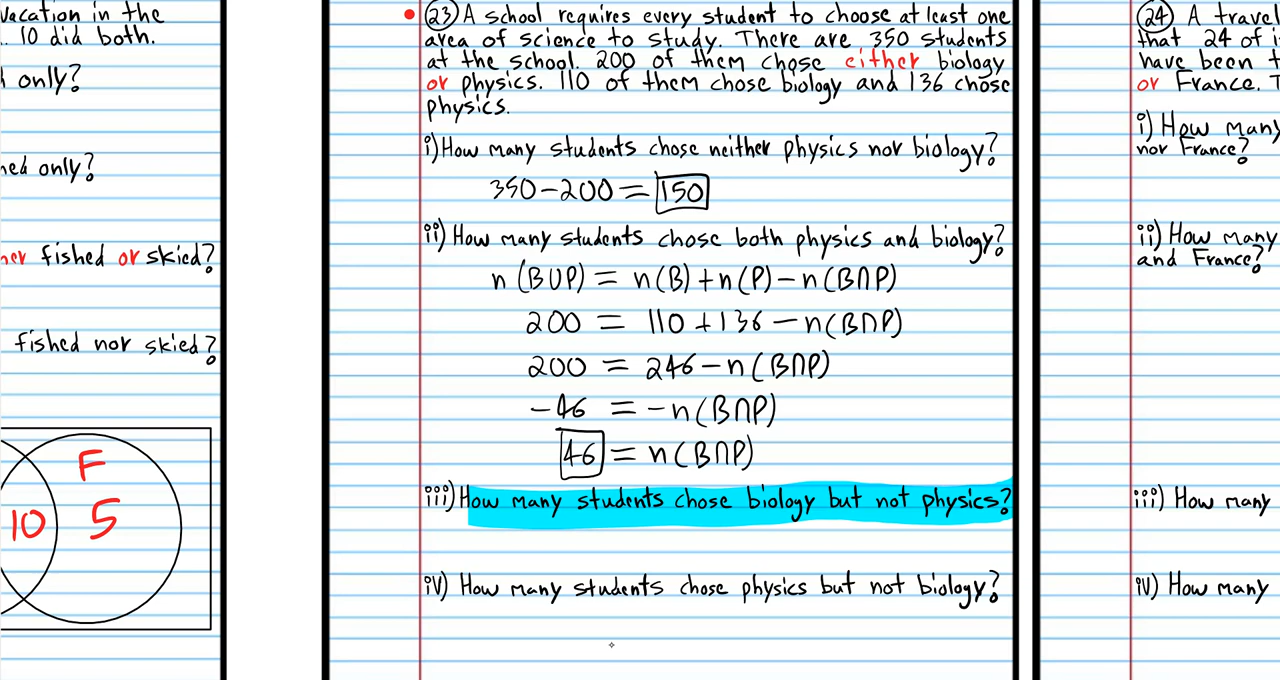 vacation in the
. 10 did both.
only?
hed only?
her fished or skied?
fished nor skied?
F
10 5
23 A school requires every student to choose at least one
area of science to study. There are 350 students
at the school. 200 of them chose either biology
or physics. 110 of them chose biology and 136 chose
physics.
i) How many students chose neither physics nor biology?
350-200=150
ii) How many students chose both physics and biology?
n(B∪P) = n(B)+n(P)-n(B∩P)
200 = 110+136-n(B∩P)
200 = 246-n(B∩P)
-46 = -n(B∩P)
46 = n(B∩P)
iii) How many students chose biology but not physics?
iv) How many students chose physics but not biology?
24 A travel
that 24 of
have been
or France.
i) How many
nor France?
ii) How many
and France?
iii) How many
iv) How many